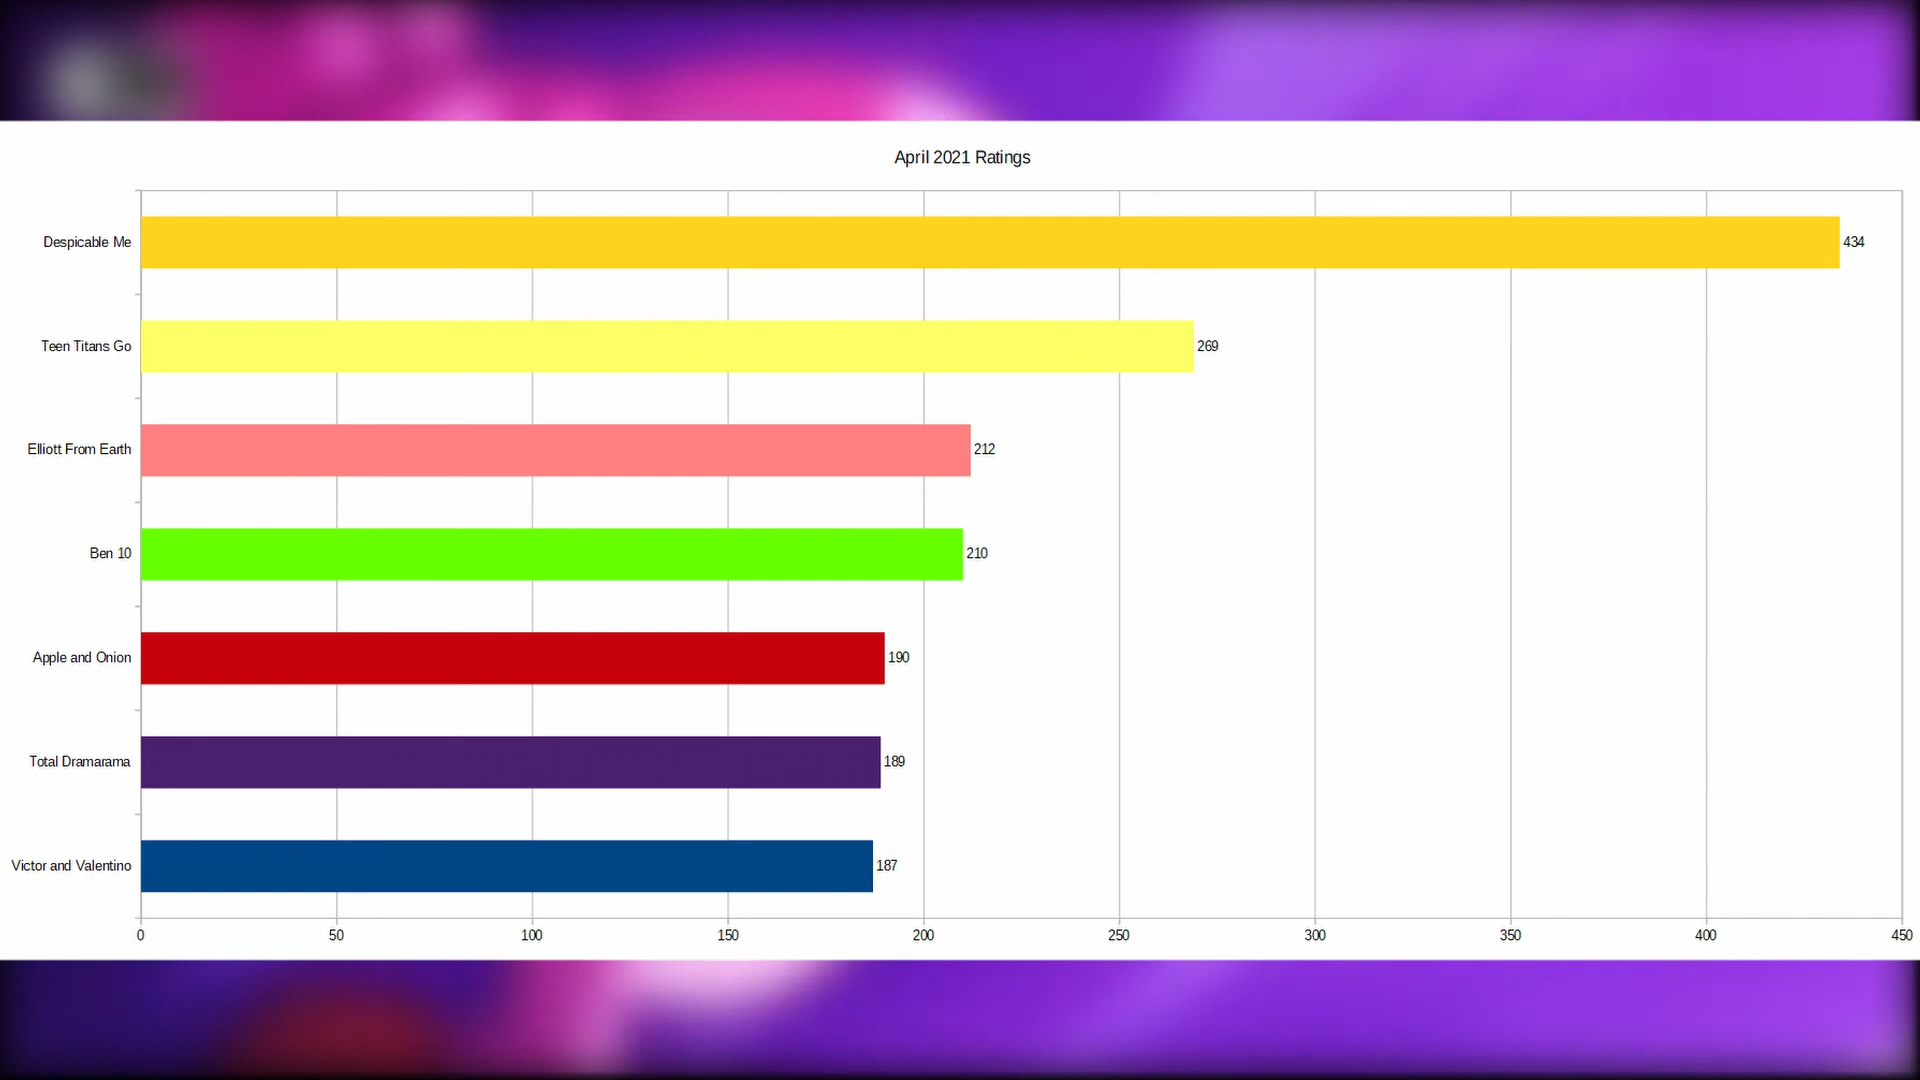 April 2021 Ratings
Despicable Me 434
Teen Titans Go 269
Elliott From Earth 212
Ben 10 210
Apple and Onion 190
Total Dramarama 189
Victor and Valentino 187
0 50 100 150 200 250 300 350 400 450